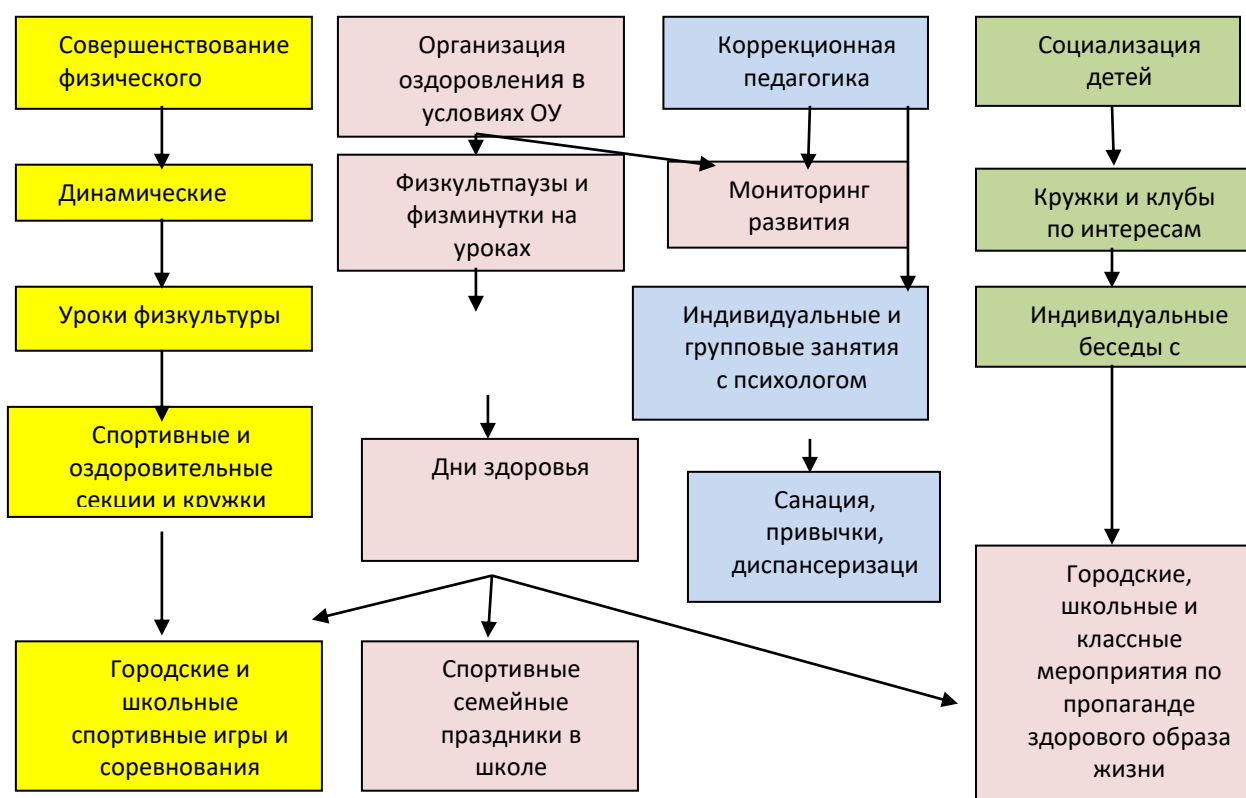 Совершенствование
физического
Организация
оздоровления в
условиях ОУ
Коррекционная
педагогика
Социализация
детей
Динамические
Физкультпаузы и
физминутки на
уроках
Мониторинг
развития
Кружки и клубы
по интересам
Уроки физкультуры
Индивидуальные и
групповые занятия
с психологом
Индивидуальные
беседы с
Спортивные и
оздоровительные
секции и кружки
Дни здоровья
Санация,
привычки,
диспансеризаци
Городские и
школьные
спортивные игры и
соревнования
Спортивные
семейные
праздники в
школе
Городские,
школьные и
классные
мероприятия по
пропаганде
здорового образа
жизни